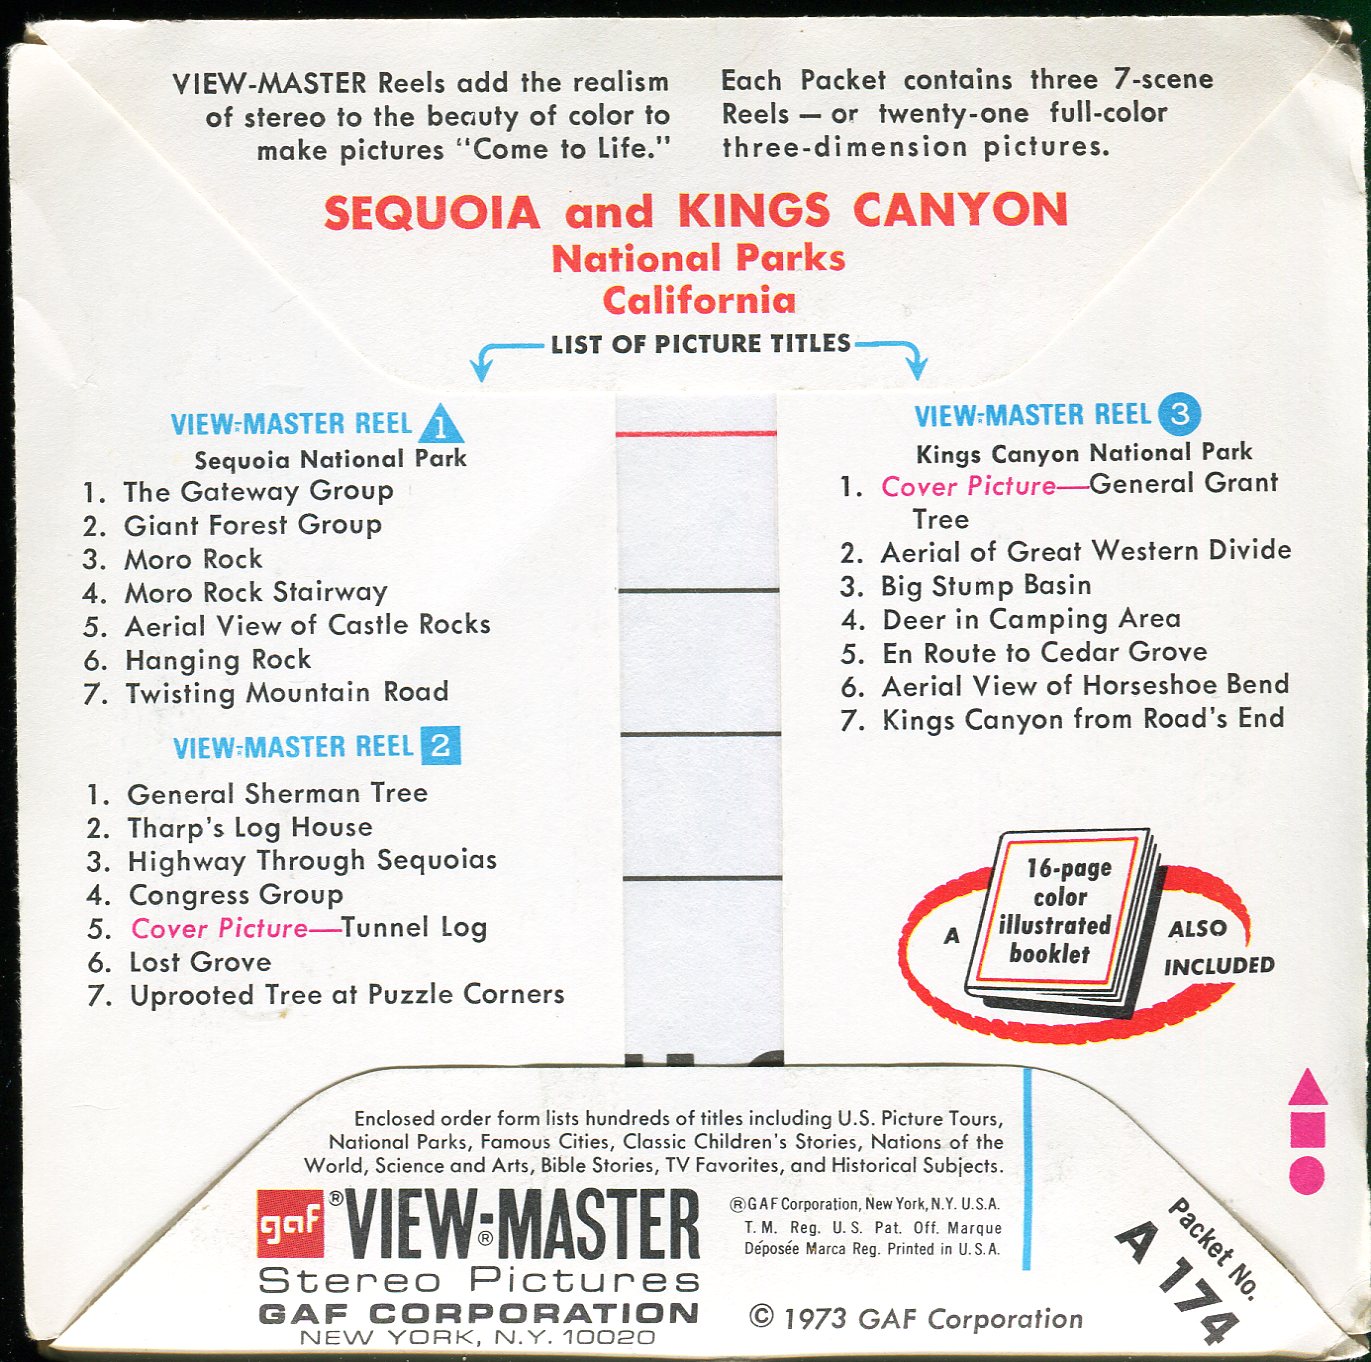 VIEW-MASTER Reels add the realism
of stereo to the beauty of color to
make pictures “Come to Life.”
Each Packet contains three 7-scene
Reels — or twenty-one full-color
three-dimension pictures.
SEQUOIA and KINGS CANYON
National Parks
California
LIST OF PICTURE TITLES
VIEW-MASTER REEL 1
Sequoia National Park
1. The Gateway Group
2. Giant Forest Group
3. Moro Rock
4. Moro Rock Stairway
5. Aerial View of Castle Rocks
6. Hanging Rock
7. Twisting Mountain Road
VIEW-MASTER REEL 2
1. General Sherman Tree
2. Tharp's Log House
3. Highway Through Sequoias
4. Congress Group
5. Cover Picture—Tunnel Log
6. Lost Grove
7. Uprooted Tree at Puzzle Corners
VIEW-MASTER REEL 3
Kings Canyon National Park
1. Cover Picture—General Grant
Tree
2. Aerial of Great Western Divide
3. Big Stump Basin
4. Deer in Camping Area
5. En Route to Cedar Grove
6. Aerial View of Horseshoe Bend
7. Kings Canyon from Road's End
A
16-page
color
illustrated
booklet
ALSO
INCLUDED
Enclosed order form lists hundreds of titles including U.S. Picture Tours,
National Parks, Famous Cities, Classic Children's Stories, Nations of the
World, Science and Arts, Bible Stories, TV Favorites, and Historical Subjects.
gaf ® VIEW-MASTER ®
Stereo Pictures
GAF CORPORATION
NEW YORK, N.Y. 10020
® GAF Corporation, New York, N.Y. U.S.A.
T. M. Reg. U. S. Pat. Off. Marque
Déposée Marca Reg. Printed in U. S. A.
© 1973 GAF Corporation
Packet No.
A 174